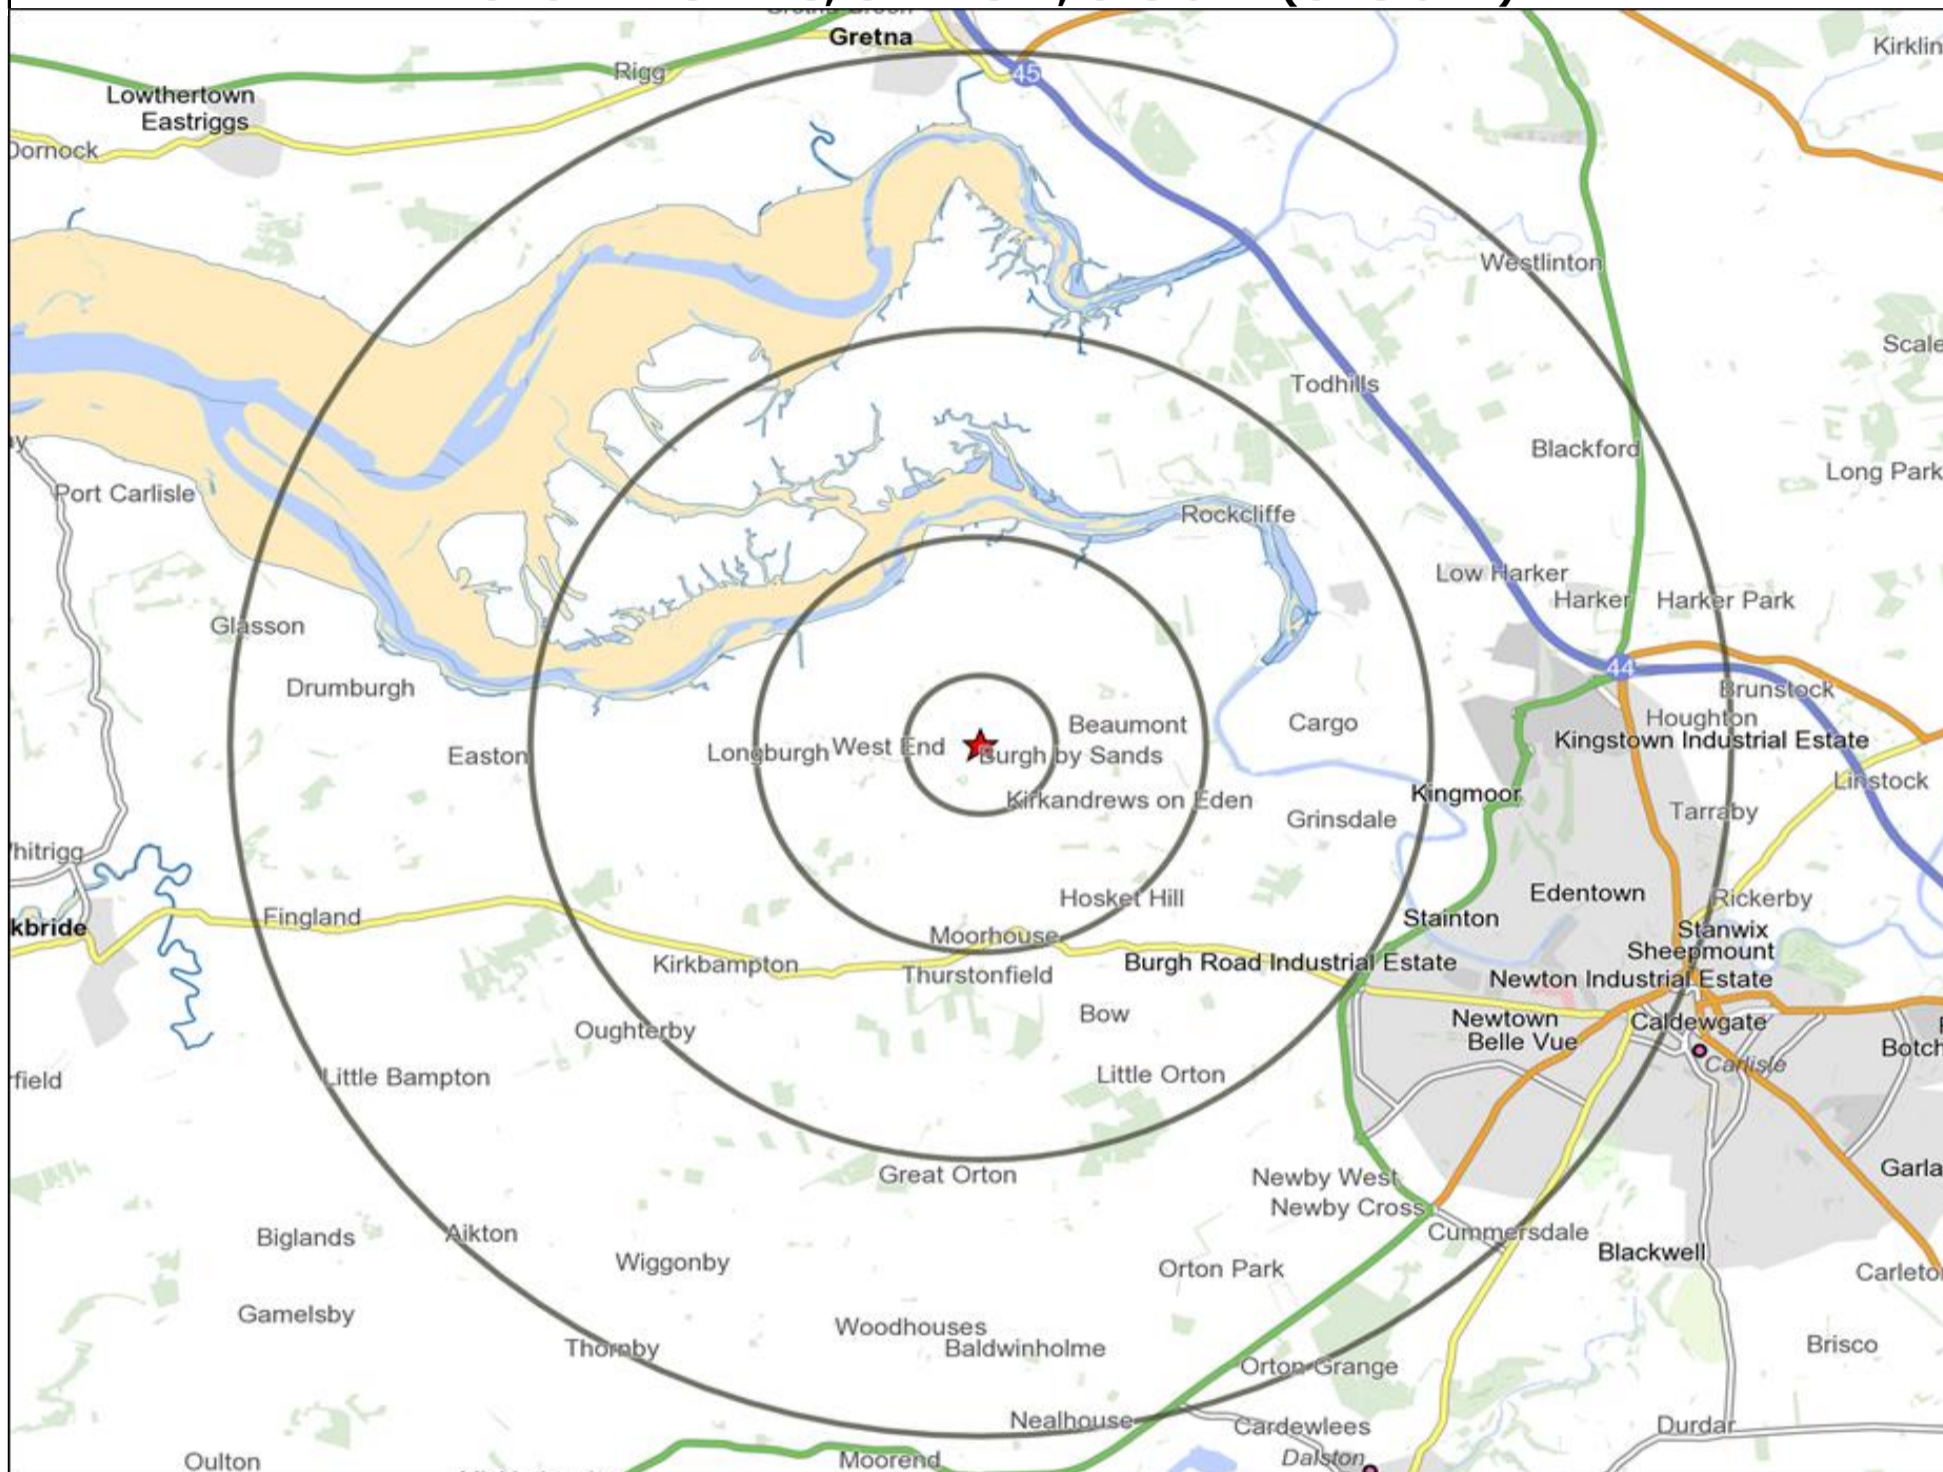 Gretna
Kirklin
45
Rigg
Lowthertown
Eastriggs
Dornock
Westlinton
Scale
Todhills
Blackford
Long Park
Port Carlisle
Rockcliffe
Low Harker
Harker
Harker Park
Glasson
44
Drumburgh
Brunstock
Beaumont
Cargo
Houghton
Kingstown Industrial Estate
Easton
Longburgh
West End
Burgh by Sands
Linstock
Kingmoor
Kirkandrews on Eden
Grinsdale
Tarraby
hitrigg
Edentown
Hosket Hill
Rickerby
Fingland
Stainton
kbride
Moorhouse
Stanwix
Sheepmount
Kirkbampton
Thurstonfield
Burgh Road Industrial Estate
Newton Industrial Estate
Bow
Newtown
Caldewgate
Oughterby
Belle Vue
Botch
Carlisle
Little Bampton
Little Orton
rfield
Great Orton
Newby West
Garla
Newby Cross
Biglands
Aikton
Cummersdale
Blackwell
Wiggonby
Orton Park
Carleto
Gamelsby
Woodhouses
Thornby
Baldwinholme
Brisco
Orton Grange
Nealhouse
Cardewlees
Durdar
Oulton
Moorend
Dalston